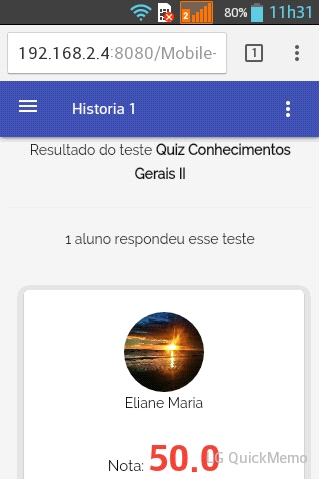 80% 11h31
192.168.2.4:8080/Mobile-
1
Historia 1
Resultado do teste Quiz Conhecimentos
Gerais II
1 aluno respondeu esse teste
Eliane Maria
Nota: 50.0
LG QuickMemo